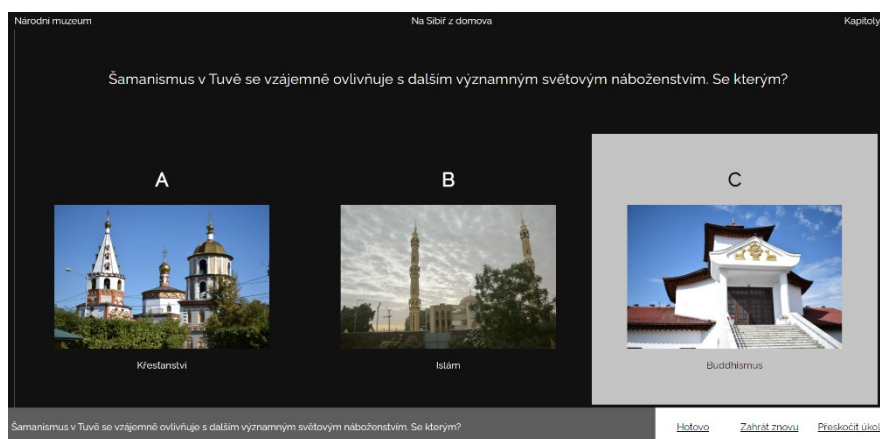 Národní muzeum
Na Sibiř z domova
Kapitoly
Šamanismus v Tuvě se vzájemně ovlivňuje s dalším významným světovým náboženstvím. Se kterým?
A
B
C
Křesťanství
Islám
Buddhismus
Šamanismus v Tuvě se vzájemně ovlivňuje s dalším významným světovým náboženstvím. Se kterým?
Hotovo
Zahrát znovu
Přeskočit úkol